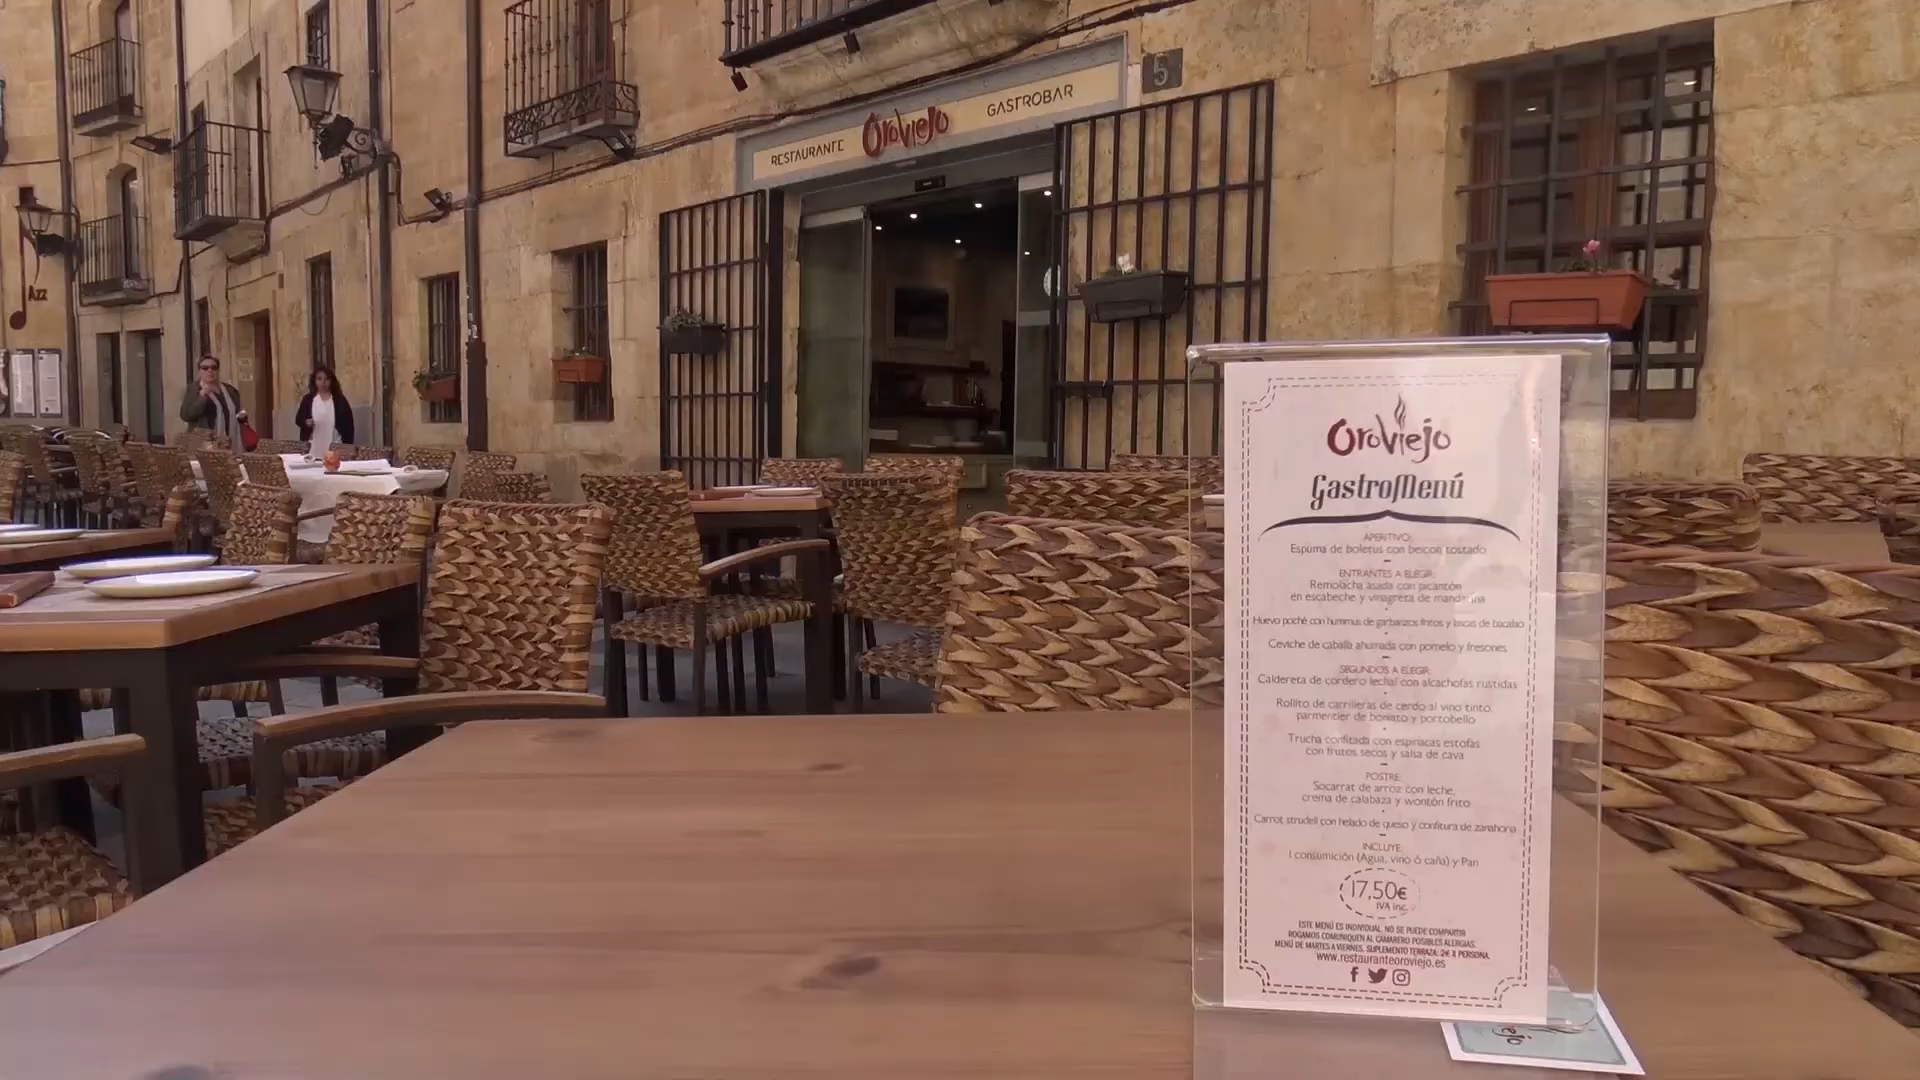 RESTAURANTE OroViejo GASTROBAR
5
Azz
OroViejo
GastroMenú
APERITIVO:
Espuma de boletus con beicon tostado
ENTRANTES A ELEGIR:
Remolacha asada con picantón
en escabeche y vinagreta de mandarina
Huevo poché con hummus de garbanzos fritos y lascas de bacalao
Ceviche de caballa ahumada con pomelo y fresones
SEGUNDOS A ELEGIR:
Caldereta de cordero lechal con alcachofas rustidas
Rollito de carrilleras de cerdo al vino tinto,
parmentier de boniato y portobello
Trucha confitada con espinacas estofas
con frutos secos y salsa de cava
POSTRE:
Socarrat de arroz con leche,
crema de calabaza y wontón frito
Carrot strudell con helado de queso y confitura de zanahoria
INCLUYE:
1 consumición (Agua, vino ó caña) y Pan
17,50€
IVA inc.
ESTE MENÚ ES INDIVIDUAL. NO SE PUEDE COMPARTIR
ROGAMOS COMUNIQUEN AL CAMARERO POSIBLES ALERGIAS.
MENÚ DE MARTES A VIERNES. SUPLEMENTO TERRAZA: 2€ X PERSONA.
www.restauranteoroviejo.es